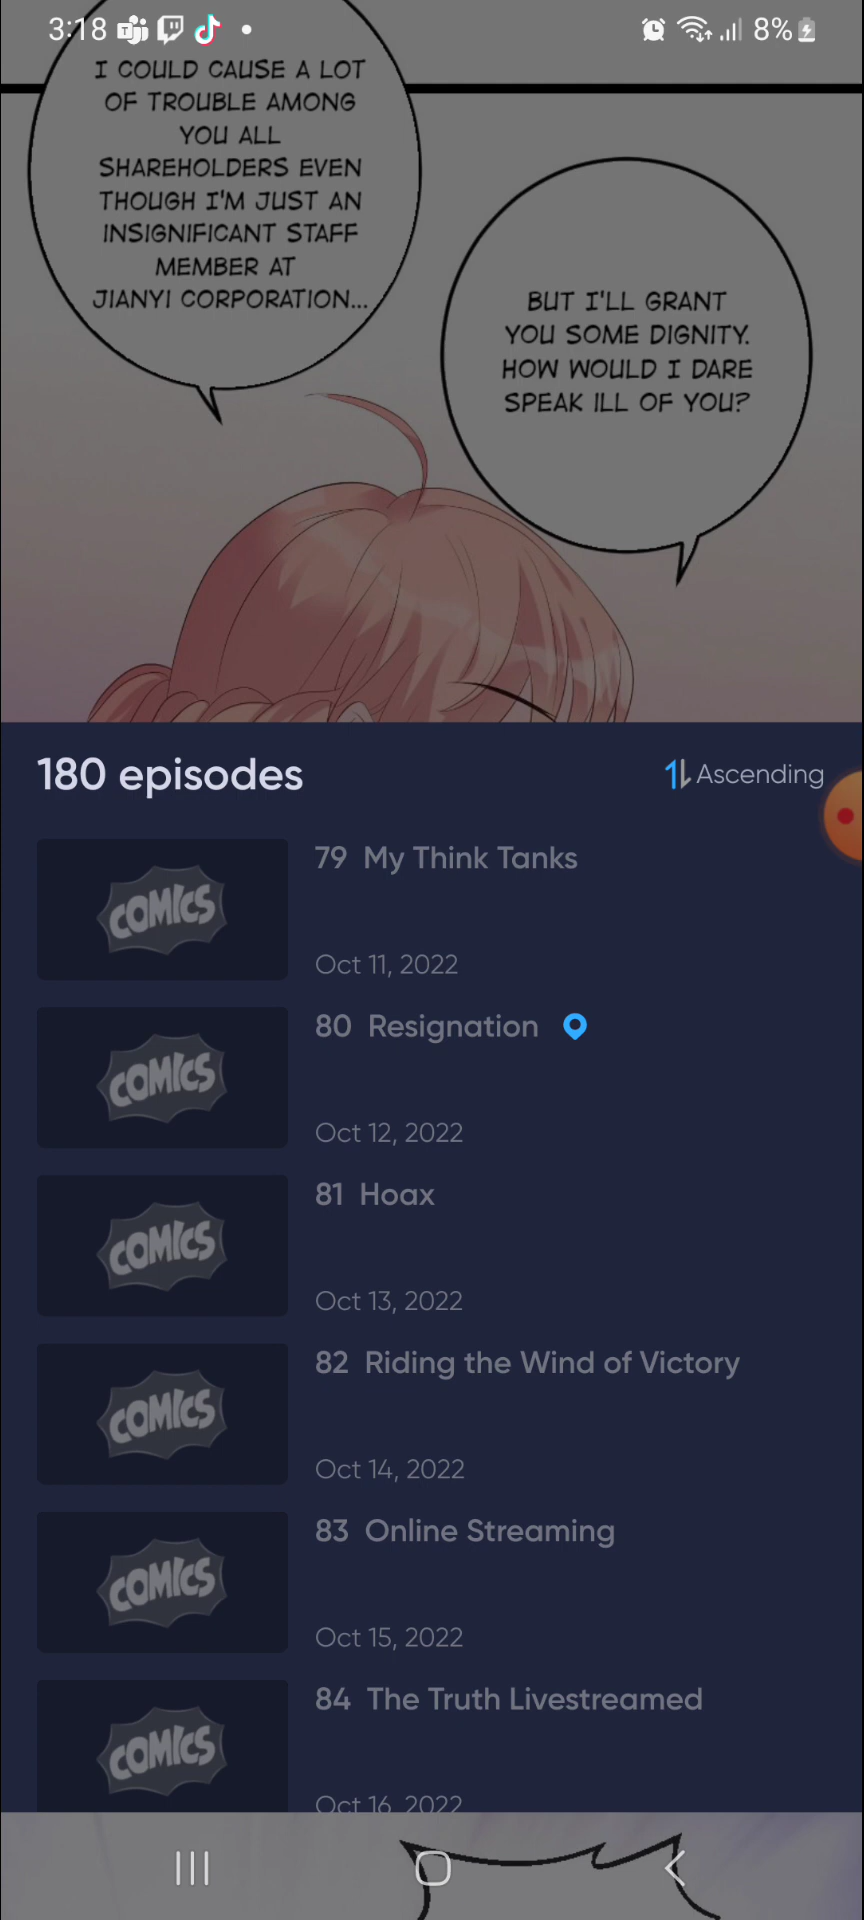 3:18
8%
I COULD CAUSE A LOT
OF TROUBLE AMONG
YOU ALL
SHAREHOLDERS EVEN
THOUGH I'M JUST AN
INSIGNIFICANT STAFF
MEMBER AT
JIANYI CORPORATION...
BUT I'LL GRANT
YOU SOME DIGNITY.
HOW WOULD I DARE
SPEAK ILL OF YOU?
180 episodes
Ascending
COMICS
79 My Think Tanks
Oct 11, 2022
COMICS
80 Resignation
Oct 12, 2022
COMICS
81 Hoax
Oct 13, 2022
COMICS
82 Riding the Wind of Victory
Oct 14, 2022
COMICS
83 Online Streaming
Oct 15, 2022
COMICS
84 The Truth Livestreamed
Oct 16, 2022